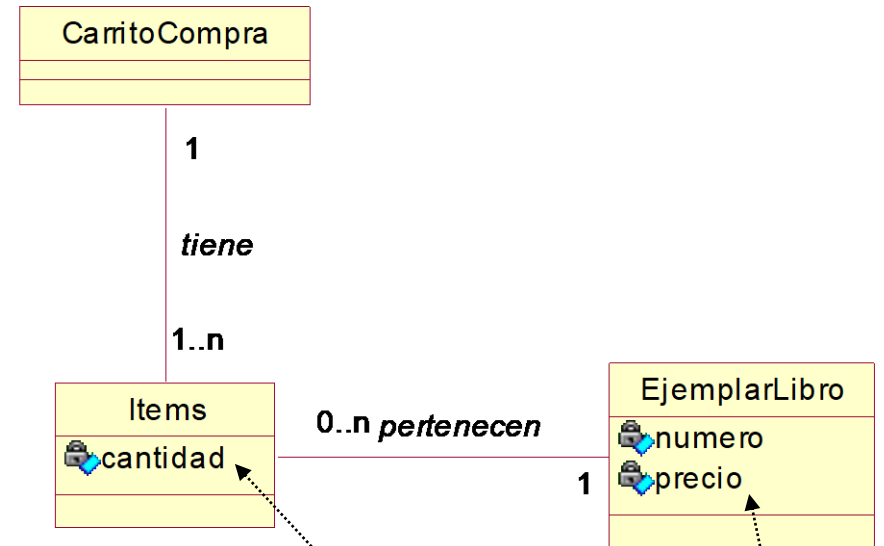 CarritoCompra
1
tiene
1..n
Items
cantidad
0..n pertenecen
1
EjemplarLibro
numero
precio